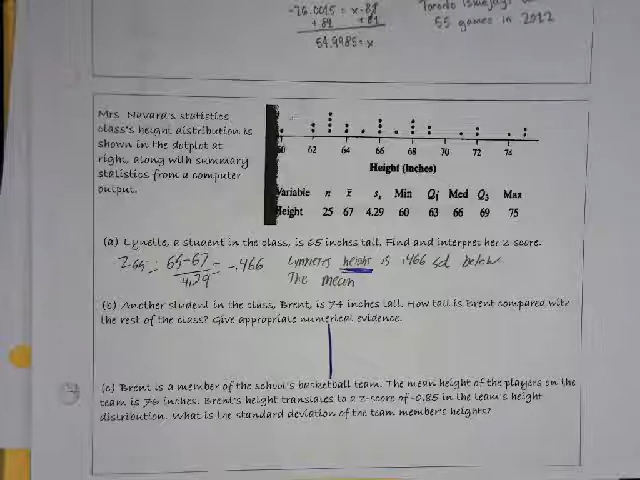 -26.0015 = x - 81
+ 81 + 81
54.9985 = x
55 games in 2012
Mrs. Navara's statistics
class's height distribution is
shown in the dotplot at
right, along with summary
statistics from a computer
output.
60 62 64 66 68 70 72 74
Height (inches)
Variable n x̄ sₓ Min Q₁ Med Q₃ Max
Height 25 67 4.29 60 63 66 69 75
(a) Lynelle, a student in the class, is 65 inches tall. Find and interpret her z score.
65-67
4.29
= -.466
height is .466 sd below
The mean
(b) Another student in the class, Brent, is 74 inches tall. How tall is Brent compared with
the rest of the class? Give appropriate numerical evidence.
(c) Brent is a member of the school's basketball team. The mean height of the players on the
team is 76 inches. Brent's height translates to a z-score of -0.85 in the team's height
distribution. What is the standard deviation of the team member's heights?